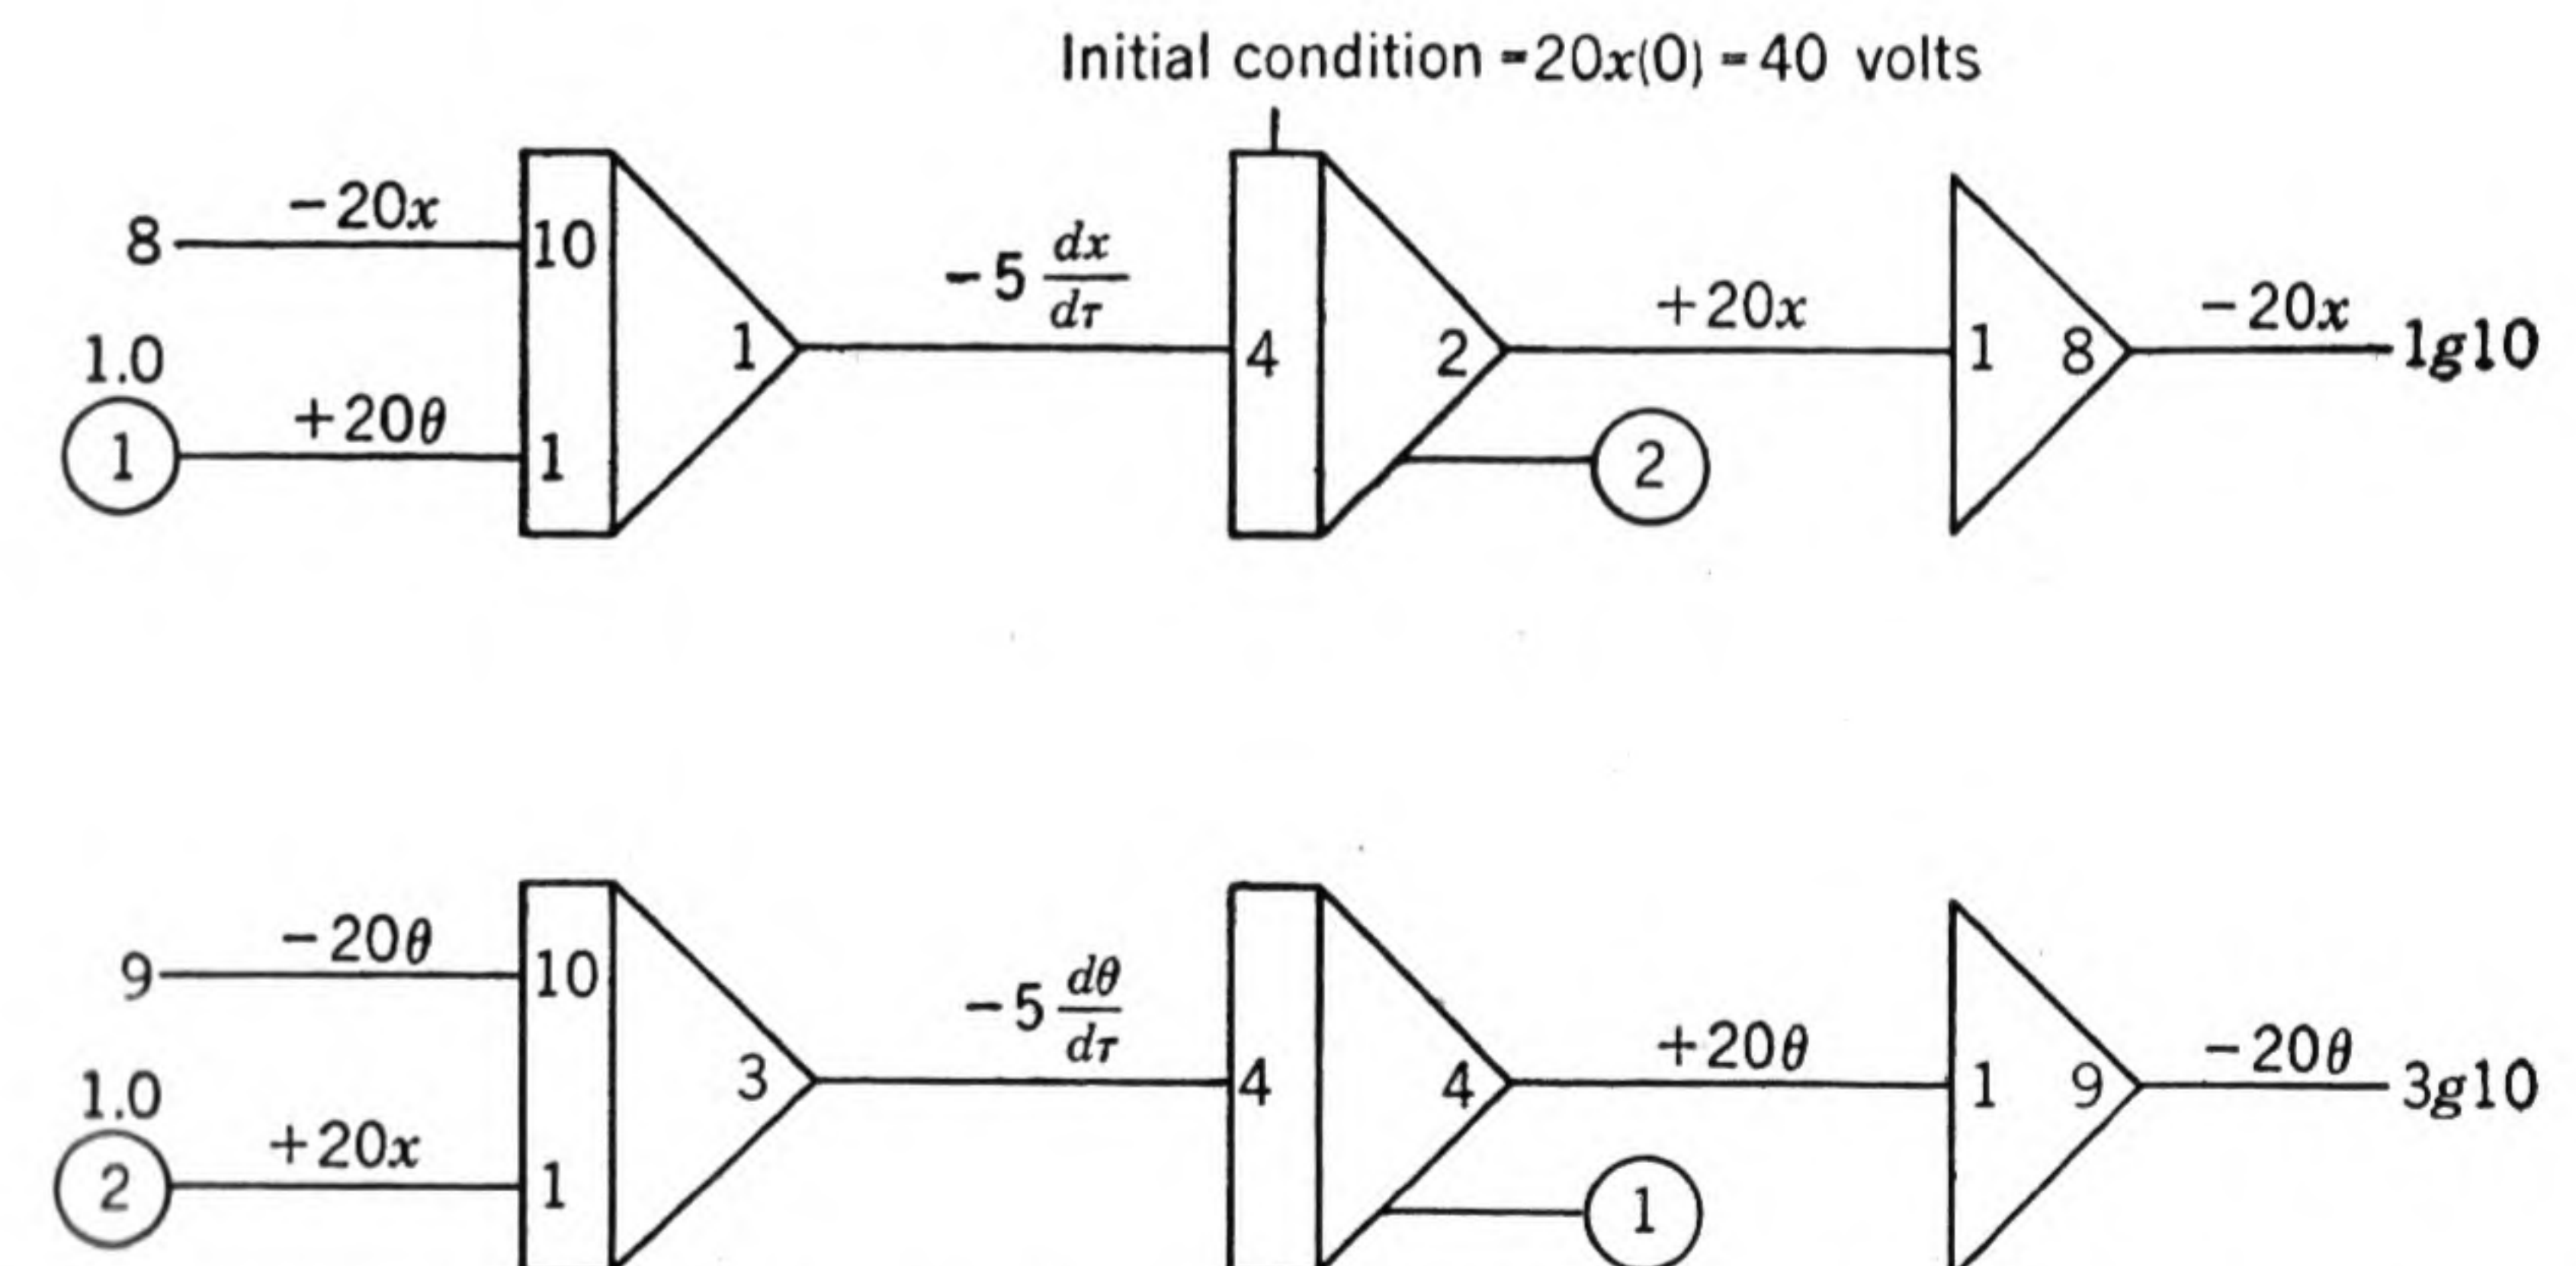 Initial condition =20x(0) = 40 volts
8
-20x
10
1.0
1
+20θ
1
1
-5 dx/dτ
4
2
+20x
2
1
8
-20x
1g10
9
-20θ
10
1.0
2
+20x
1
3
-5 dθ/dτ
4
4
+20θ
1
1
9
-20θ
3g10